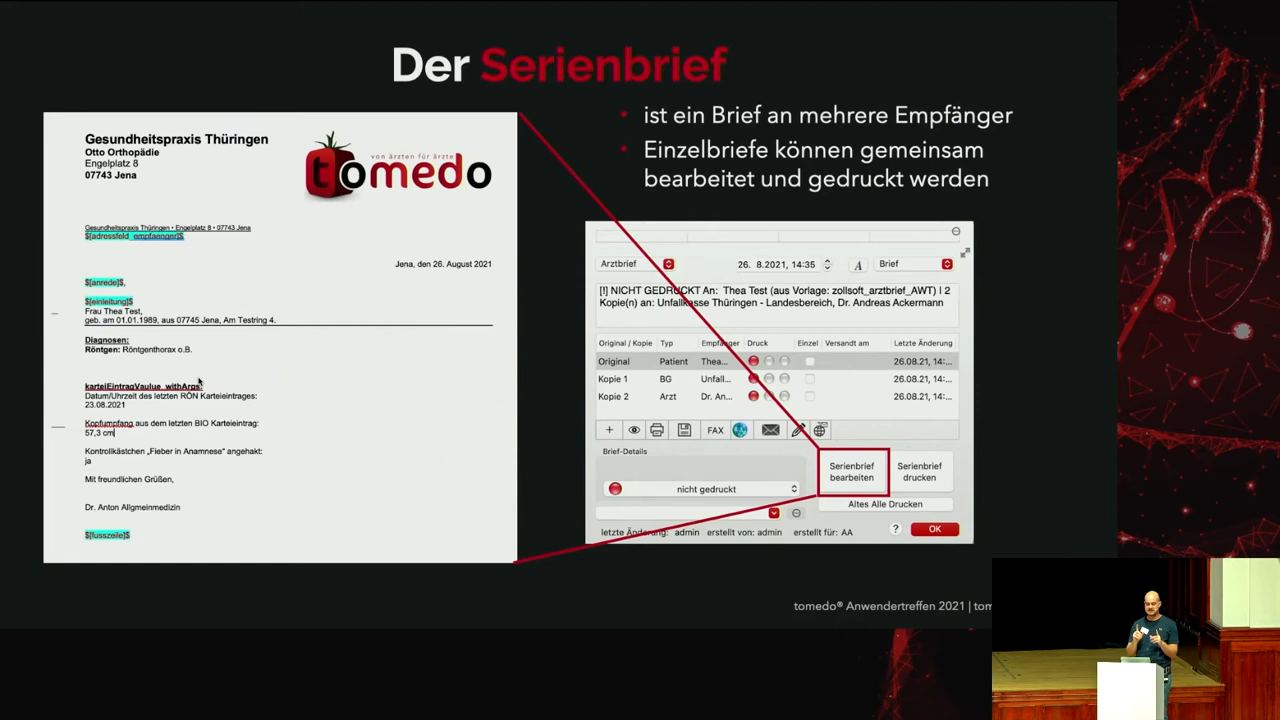 Der Serienbrief
ist ein Brief an mehrere Empfänger
Einzelbriefe können gemeinsam
bearbeitet und gedruckt werden
Gesundheitspraxis Thüringen
Otto Orthopädie
Engelplatz 8
07743 Jena
von ärzten für ärzte
tomedo
Gesundheitspraxis Thüringen • Engelplatz 8 • 07743 Jena
$[adressfeld_empfaenger]$
Jena, den 26. August 2021
$[anrede]$,
$[einleitung]$
Frau Thea Test,
geb. am 01.01.1989, aus 07745 Jena, Am Testring 4.
Diagnosen:
Röntgen: Röntgenthorax o.B.
karteiEintragVaulue_withArgs:
Datum/Uhrzeit des letzten RÖN Karteieintrages:
23.08.2021
Kopfumpfang aus dem letzten BIO Karteieintrag:
57,3 cm
Kontrollkästchen „Fieber in Anamnese" angehakt:
ja
Mit freundlichen Grüßen,
Dr. Anton Allgmeinmedizin
$[fusszeile]$
Arztbrief 26. 8.2021, 14:35 A Brief
[!] NICHT GEDRUCKT An: Thea Test (aus Vorlage: zollsoft_arztbrief_AWT) | 2
Kopie(n) an: Unfallkasse Thüringen - Landesbereich, Dr. Andreas Ackermann
Original / Kopie Typ Empfänger Druck Einzel Versandt am Letzte Änderung
Original Patient Thea... 26.08.21, 14:...
Kopie 1 BG Unfall... 26.08.21, 14:...
Kopie 2 Arzt Dr. An... 26.08.21, 14:...
+ FAX
Brief-Details
nicht gedruckt
Serienbrief bearbeiten
Serienbrief drucken
Altes Alle Drucken
letzte Änderung: admin erstellt von: admin erstellt für: AA
? OK
tomedo® Anwendertreffen 2021 | tom